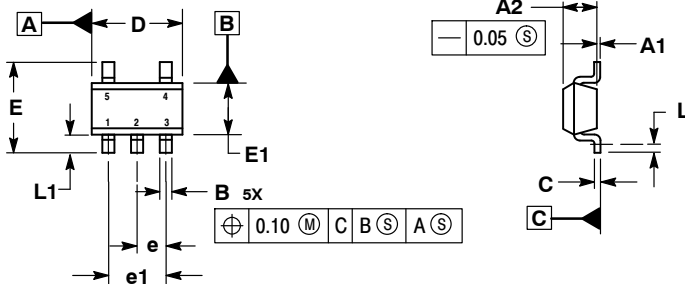 A2
A
D
B
— 0.05 Ⓢ
A1
E
5 4
1 2 3
L
E1
L1
B 5X
C
⌖ 0.10 Ⓜ C B Ⓢ A Ⓢ
C
e
e1